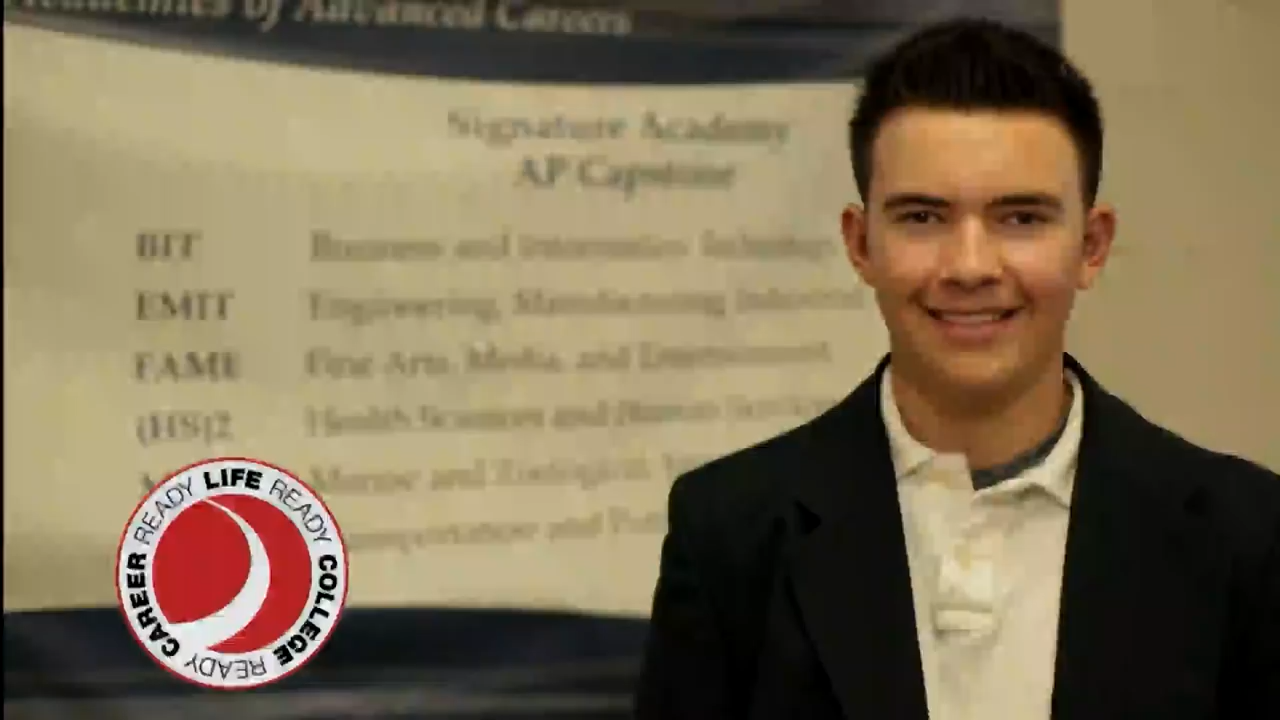 Academies of Advanced Careers
Signature Academy
AP Capstone
BIT Business and Information Technology
EMIT Engineering, Manufacturing Industrial
FAME Fine Arts, Media, and Entertainment
(HS)2 Health Sciences and Human Services
Marine and
and
CAREER READY LIFE READY COLLEGE READY